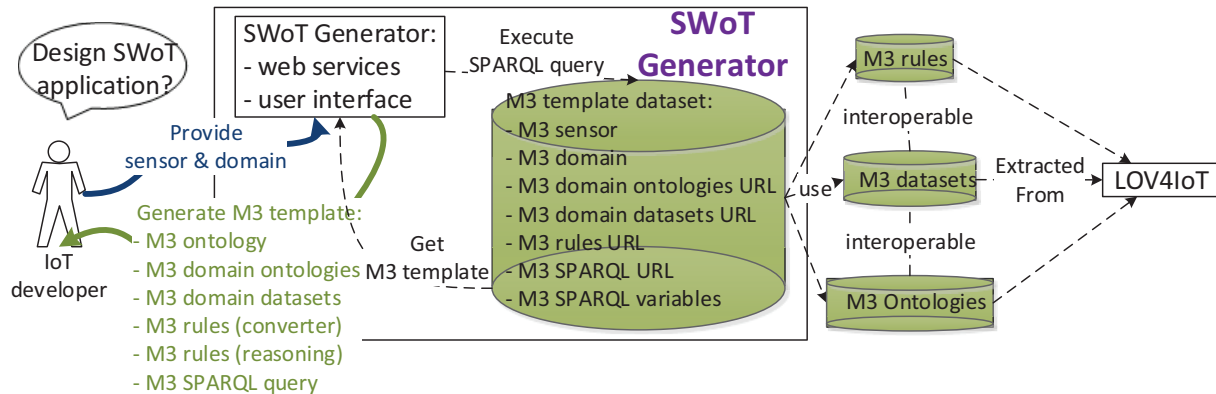 Design SWoT
application?
IoT
developer
Provide
sensor & domain
Generate M3 template:
- M3 ontology
- M3 domain ontologies
- M3 domain datasets
- M3 rules (converter)
- M3 rules (reasoning)
- M3 SPARQL query
SWoT Generator:
- web services
- user interface
Execute
SPARQL query
SWoT
Generator
Get
M3 template
M3 template dataset:
- M3 sensor
- M3 domain
- M3 domain ontologies URL
- M3 domain datasets URL
- M3 rules URL
- M3 SPARQL URL
- M3 SPARQL variables
use
M3 rules
interoperable
M3 datasets
interoperable
M3 Ontologies
Extracted
From
LOV4IoT